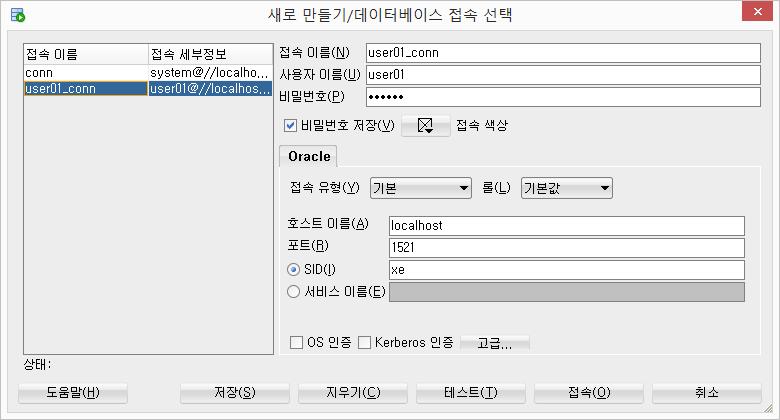 새로 만들기/데이터베이스 접속 선택
접속 이름 접속 세부정보
conn system@//localho...
user01_conn user01@//localhos...
접속 이름(N) user01_conn
사용자 이름(U) user01
비밀번호(P) ••••••
비밀번호 저장(V) 접속 색상
Oracle
접속 유형(Y) 기본 롤(L) 기본값
호스트 이름(A) localhost
포트(R) 1521
SID(I) xe
서비스 이름(E)
OS 인증 Kerberos 인증 고급...
상태:
도움말(H) 저장(S) 지우기(C) 테스트(T) 접속(O) 취소